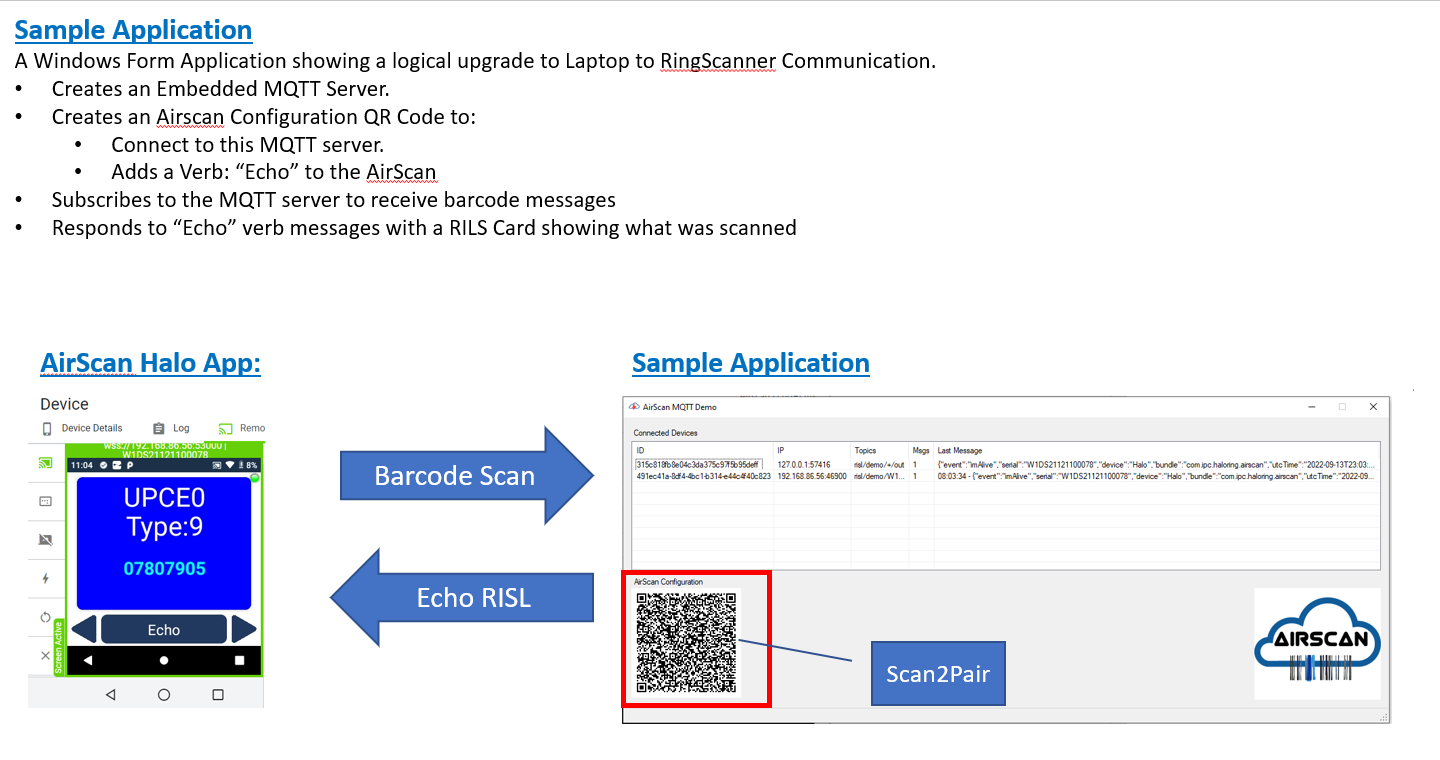 Sample Application
A Windows Form Application showing a logical upgrade to Laptop to RingScanner Communication.
• Creates an Embedded MQTT Server.
• Creates an Airscan Configuration QR Code to:
• Connect to this MQTT server.
• Adds a Verb: “Echo” to the AirScan
• Subscribes to the MQTT server to receive barcode messages
• Responds to “Echo” verb messages with a RILS Card showing what was scanned
AirScan Halo App:
Device
Device Details Log Remo
wss://192.168.86.56:53000 |
W1DS21121100078
11:04 8%
UPCE0
Type:9
07807905
Echo
Screen Active
Barcode Scan
Echo RISL
Sample Application
AirScan MQTT Demo
Connected Devices
ID IP Topics Msgs Last Message
315c818fb8e04c3da375c97f5b95deff 127.0.0.1:57416 risl/demo/+/out 1 {"event":"imAlive","serial":"W1DS21121100078","device":"Halo","bundle":"com.ipc.haloring.airscan","utcTime":"2022-09-13T23:03:...
491ec41a-8df4-4bc1-b314-e44c4f40c823 192.168.86.56:46900 risl/demo/W1... 1 08:03:34 - {"event":"imAlive","serial":"W1DS21121100078","device":"Halo","bundle":"com.ipc.haloring.airscan","utcTime":"2022-09...
AirScan Configuration
Scan2Pair
AIRSCAN